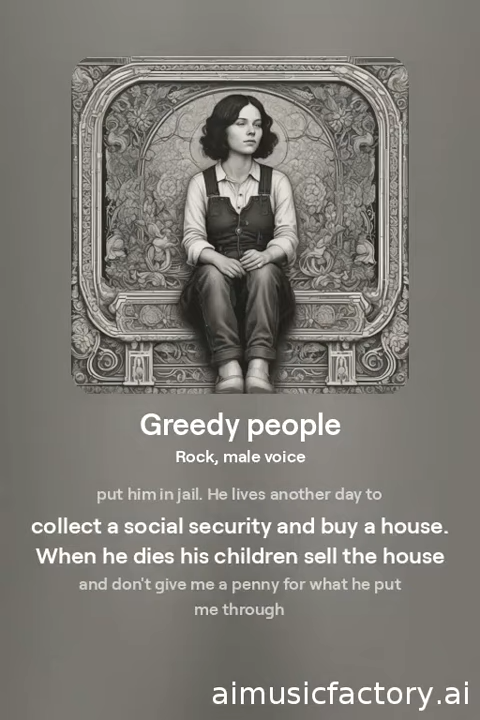 Greedy people
Rock, male voice
put him in jail. He lives another day to
collect a social security and buy a house.
When he dies his children sell the house
and don't give me a penny for what he put
me through
aimusicfactory.ai